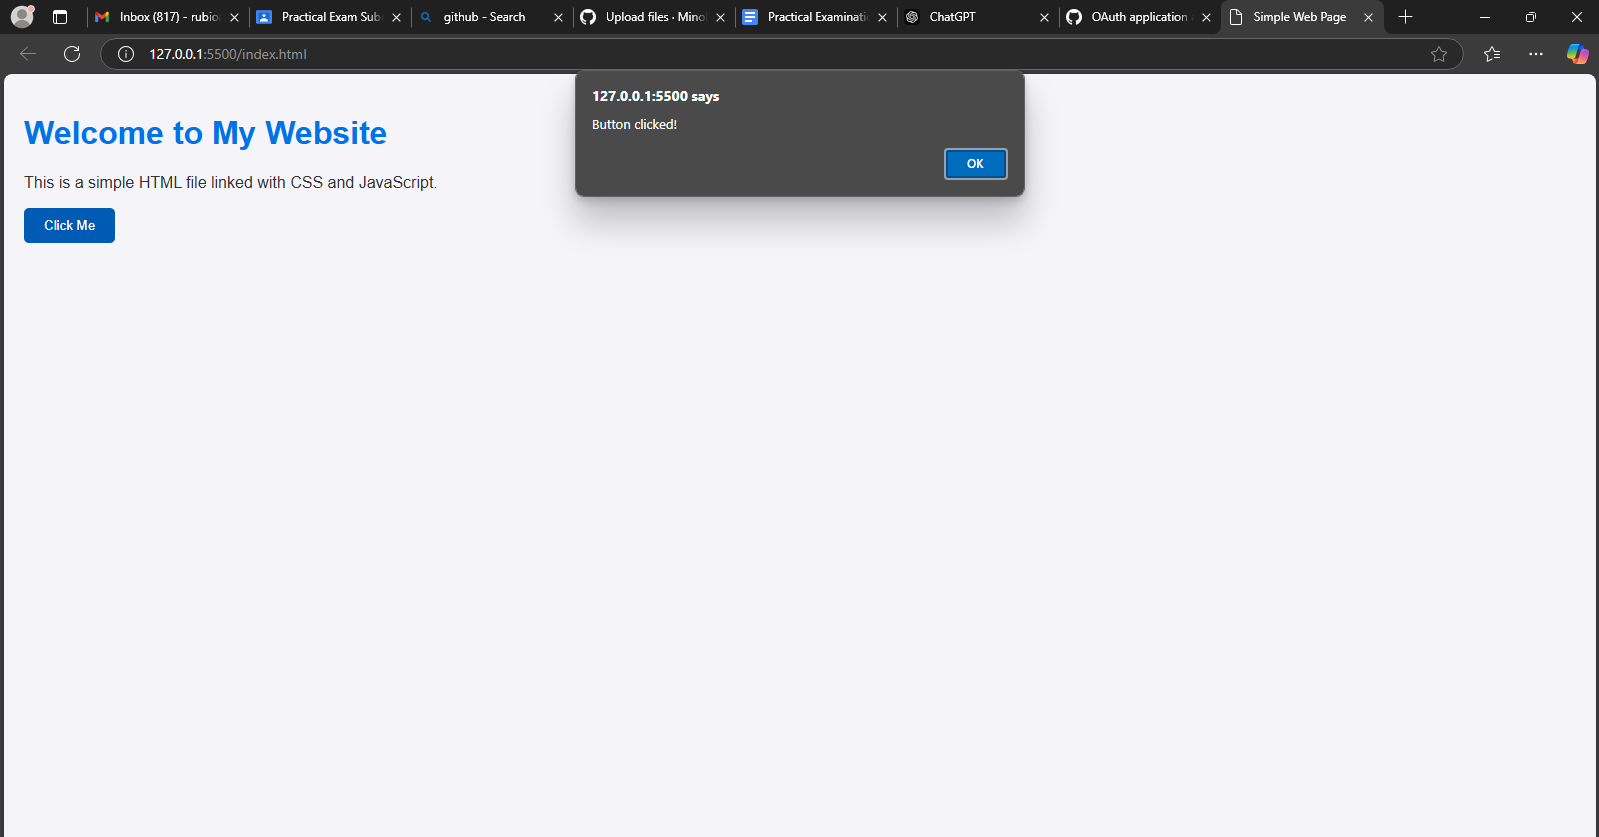 Inbox (817) - rubio
Practical Exam Sub
github - Search
Upload files · Mino
Practical Examinati
ChatGPT
OAuth application
Simple Web Page
127.0.0.1:5500/index.html
127.0.0.1:5500 says
Button clicked!
OK
Welcome to My Website
This is a simple HTML file linked with CSS and JavaScript.
Click Me